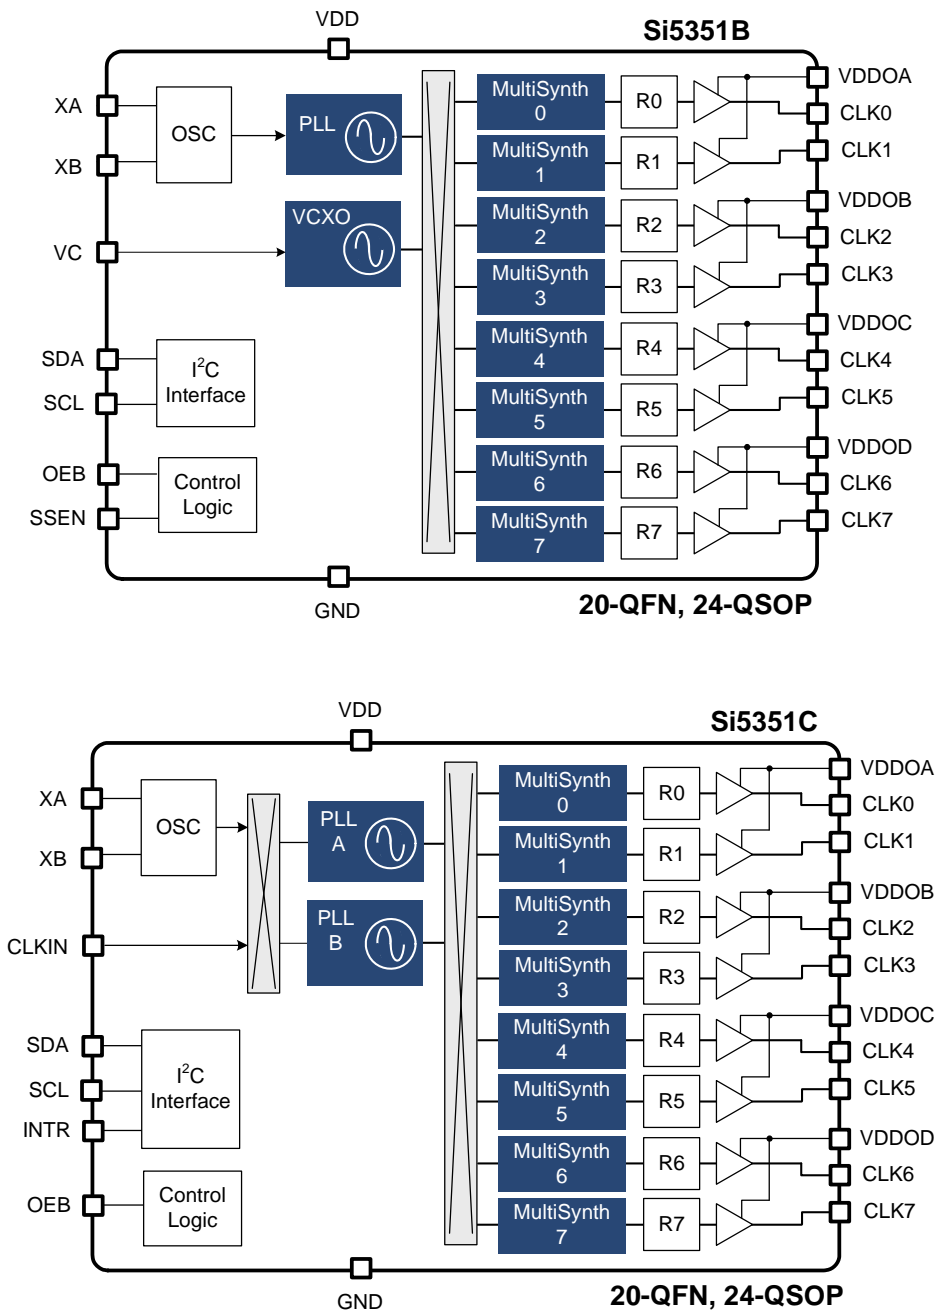 VDD
Si5351B
XA
XB
OSC
PLL
VC
VCXO
SDA
SCL
I²C
Interface
OEB
SSEN
Control
Logic
MultiSynth
0
R0
MultiSynth
1
R1
MultiSynth
2
R2
MultiSynth
3
R3
MultiSynth
4
R4
MultiSynth
5
R5
MultiSynth
6
R6
MultiSynth
7
R7
VDDOA
CLK0
CLK1
VDDOB
CLK2
CLK3
VDDOC
CLK4
CLK5
VDDOD
CLK6
CLK7
GND
20-QFN, 24-QSOP
VDD
Si5351C
XA
XB
OSC
CLKIN
PLL
A
PLL
B
SDA
SCL
INTR
I²C
Interface
OEB
Control
Logic
MultiSynth
0
R0
MultiSynth
1
R1
MultiSynth
2
R2
MultiSynth
3
R3
MultiSynth
4
R4
MultiSynth
5
R5
MultiSynth
6
R6
MultiSynth
7
R7
VDDOA
CLK0
CLK1
VDDOB
CLK2
CLK3
VDDOC
CLK4
CLK5
VDDOD
CLK6
CLK7
GND
20-QFN, 24-QSOP